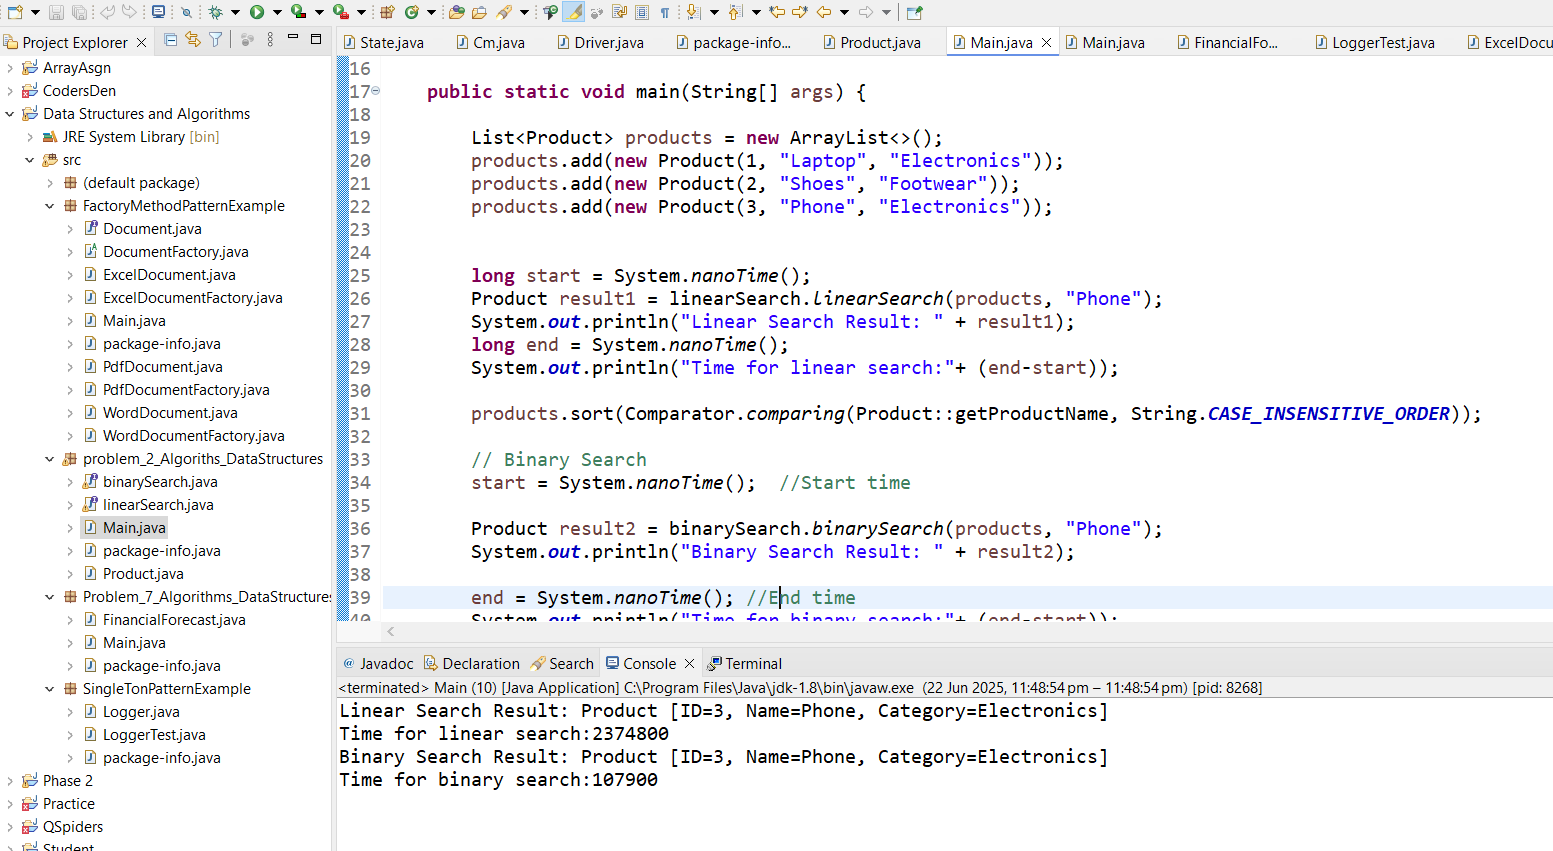 Project Explorer
ArrayAsgn
CodersDen
Data Structures and Algorithms
JRE System Library [bin]
src
(default package)
FactoryMethodPatternExample
Document.java
DocumentFactory.java
ExcelDocument.java
ExcelDocumentFactory.java
Main.java
package-info.java
PdfDocument.java
PdfDocumentFactory.java
WordDocument.java
WordDocumentFactory.java
problem_2_Algoriths_DataStructures
binarySearch.java
linearSearch.java
Main.java
package-info.java
Product.java
Problem_7_Algorithms_DataStructures
FinancialForecast.java
Main.java
package-info.java
SingleTonPatternExample
Logger.java
LoggerTest.java
package-info.java
Phase 2
Practice
QSpiders
Student
State.java Cm.java Driver.java package-info... Product.java Main.java Main.java FinancialFo... LoggerTest.java ExcelDocu
16
17 public static void main(String[] args) {
18
19 List<Product> products = new ArrayList<>();
20 products.add(new Product(1, "Laptop", "Electronics"));
21 products.add(new Product(2, "Shoes", "Footwear"));
22 products.add(new Product(3, "Phone", "Electronics"));
23
24
25 long start = System.nanoTime();
26 Product result1 = linearSearch.linearSearch(products, "Phone");
27 System.out.println("Linear Search Result: " + result1);
28 long end = System.nanoTime();
29 System.out.println("Time for linear search:"+ (end-start));
30
31 products.sort(Comparator.comparing(Product::getProductName, String.CASE_INSENSITIVE_ORDER));
32
33 // Binary Search
34 start = System.nanoTime();  //Start time
35
36 Product result2 = binarySearch.binarySearch(products, "Phone");
37 System.out.println("Binary Search Result: " + result2);
38
39 end = System.nanoTime(); //End time
40 System.out.println("Time for binary search:"+ (end-start));
@ Javadoc Declaration Search Console Terminal
<terminated> Main (10) [Java Application] C:\Program Files\Java\jdk-1.8\bin\javaw.exe (22 Jun 2025, 11:48:54 pm – 11:48:54 pm) [pid: 8268]
Linear Search Result: Product [ID=3, Name=Phone, Category=Electronics]
Time for linear search:2374800
Binary Search Result: Product [ID=3, Name=Phone, Category=Electronics]
Time for binary search:107900